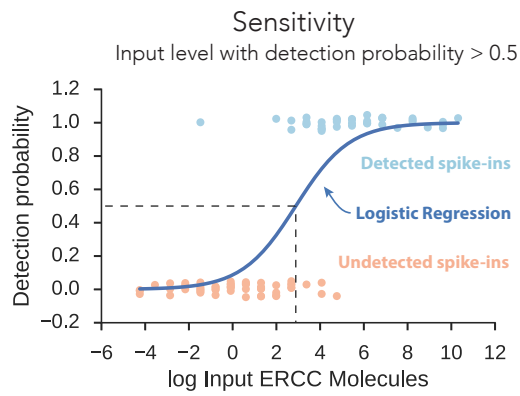 Sensitivity
Input level with detection probability > 0.5
1.2
1.0
0.8
0.6
0.4
0.2
0.0
−0.2
Detection probability
Detected spike-ins
Logistic Regression
Undetected spike-ins
−6 −4 −2 0 2 4 6 8 10 12
log Input ERCC Molecules